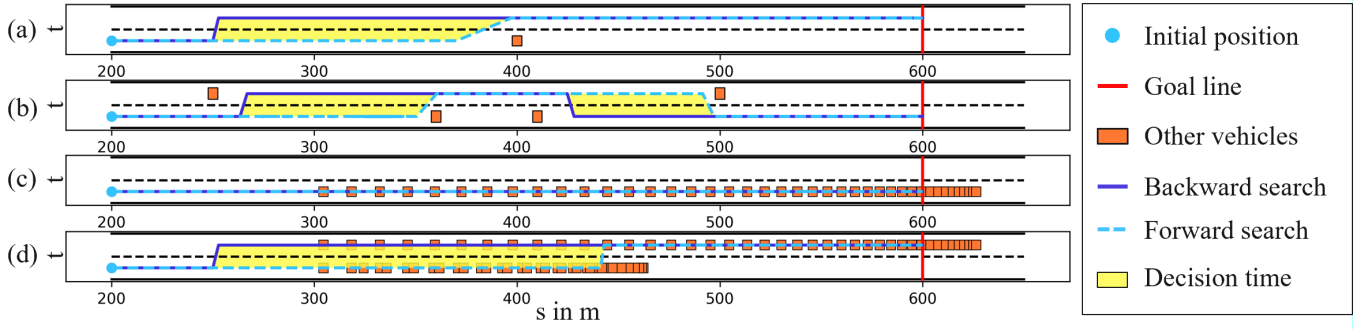 (a) t
200 300 400 500 600
(b) t
200 300 400 500 600
(c) t
200 300 400 500 600
(d) t
200 300 400 500 600
s in m
Initial position
Goal line
Other vehicles
Backward search
Forward search
Decision time